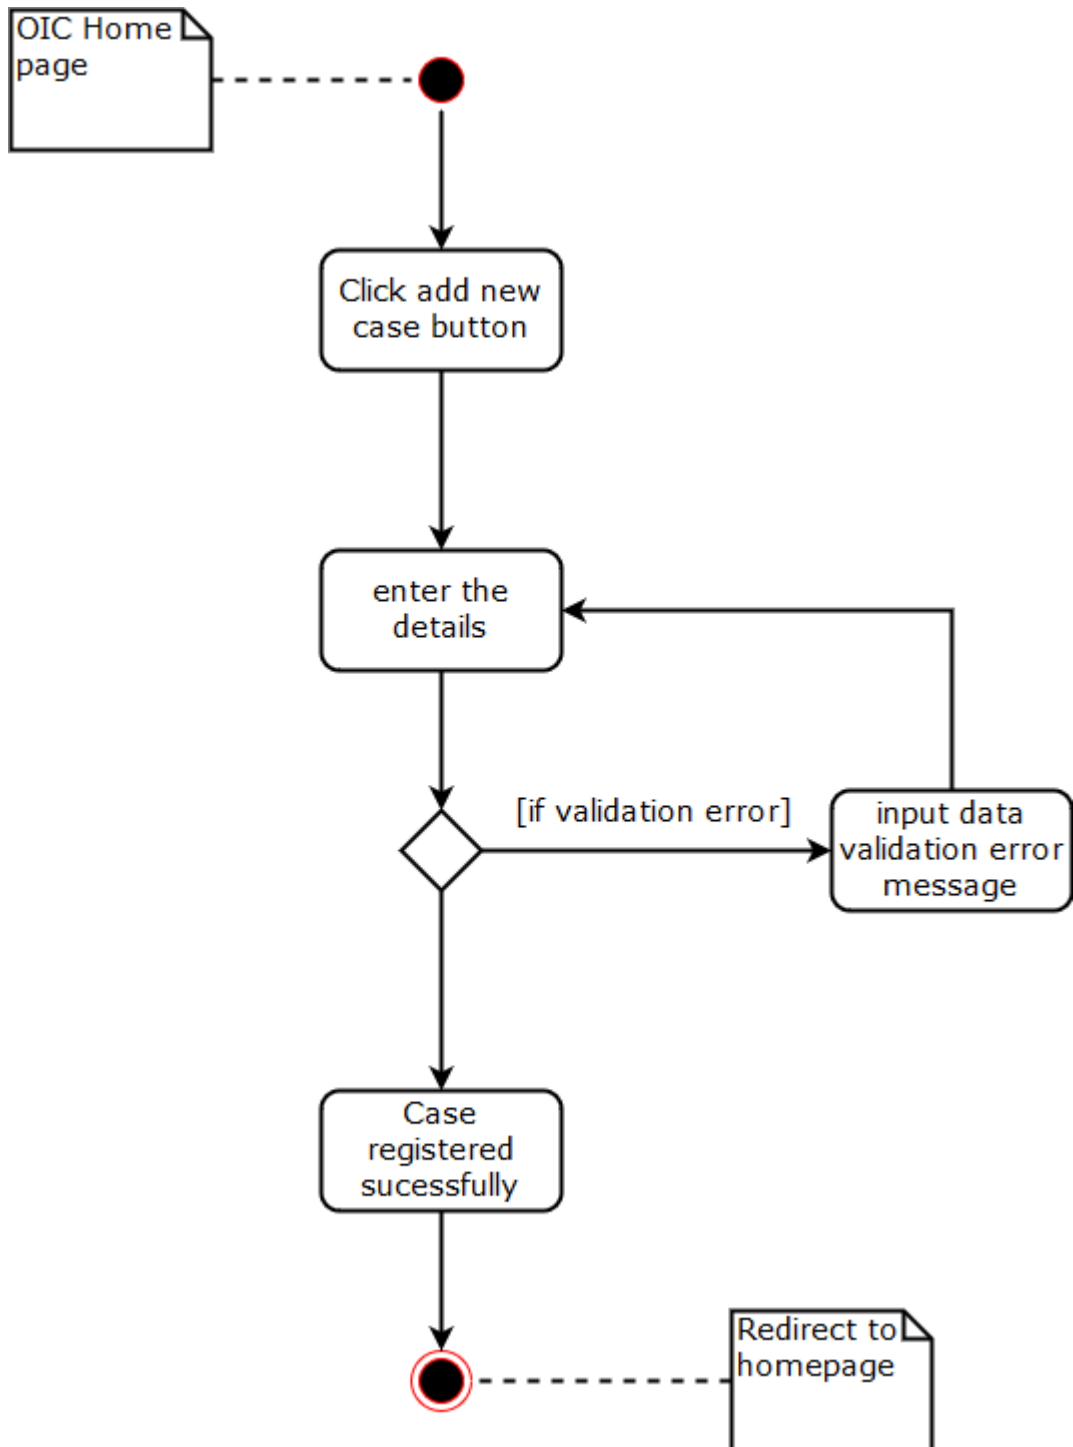 OIC Home
page
Click add new
case button
enter the
details
[if validation error]
input data
validation error
message
Case
registered
sucessfully
Redirect to
homepage